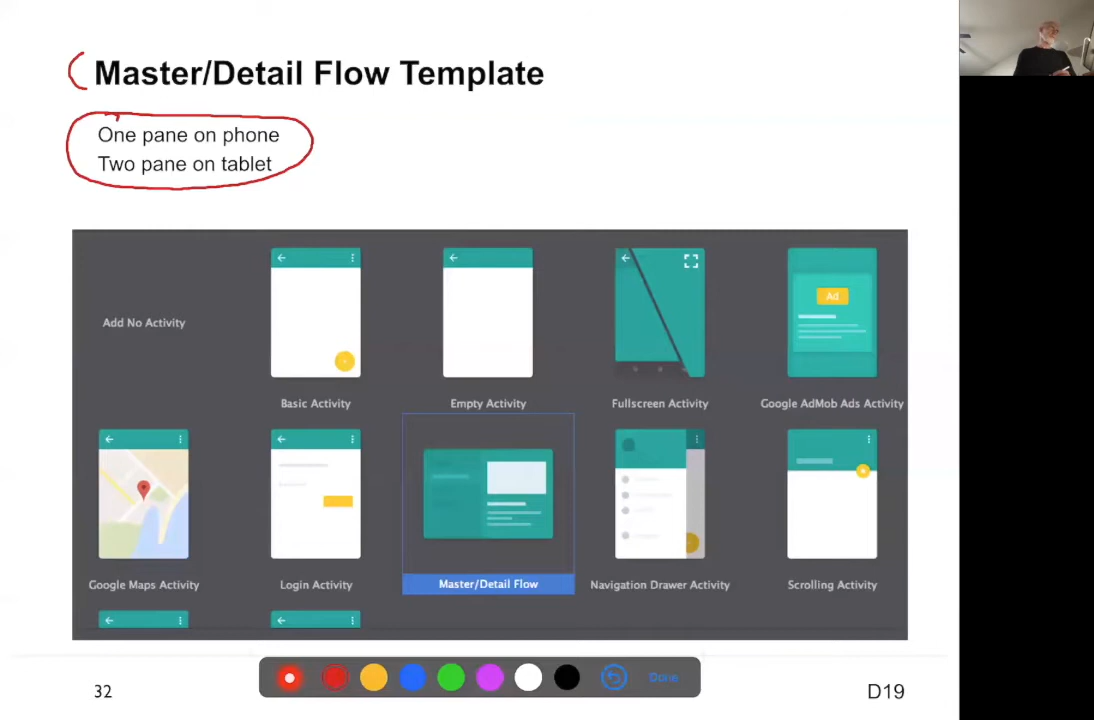 Master/Detail Flow Template
One pane on phone
Two pane on tablet
Ad
Add No Activity
Basic Activity
Empty Activity
Fullscreen Activity
Google AdMob Ads Activity
Google Maps Activity
Login Activity
Master/Detail Flow
Navigation Drawer Activity
Scrolling Activity
Done
32
D19